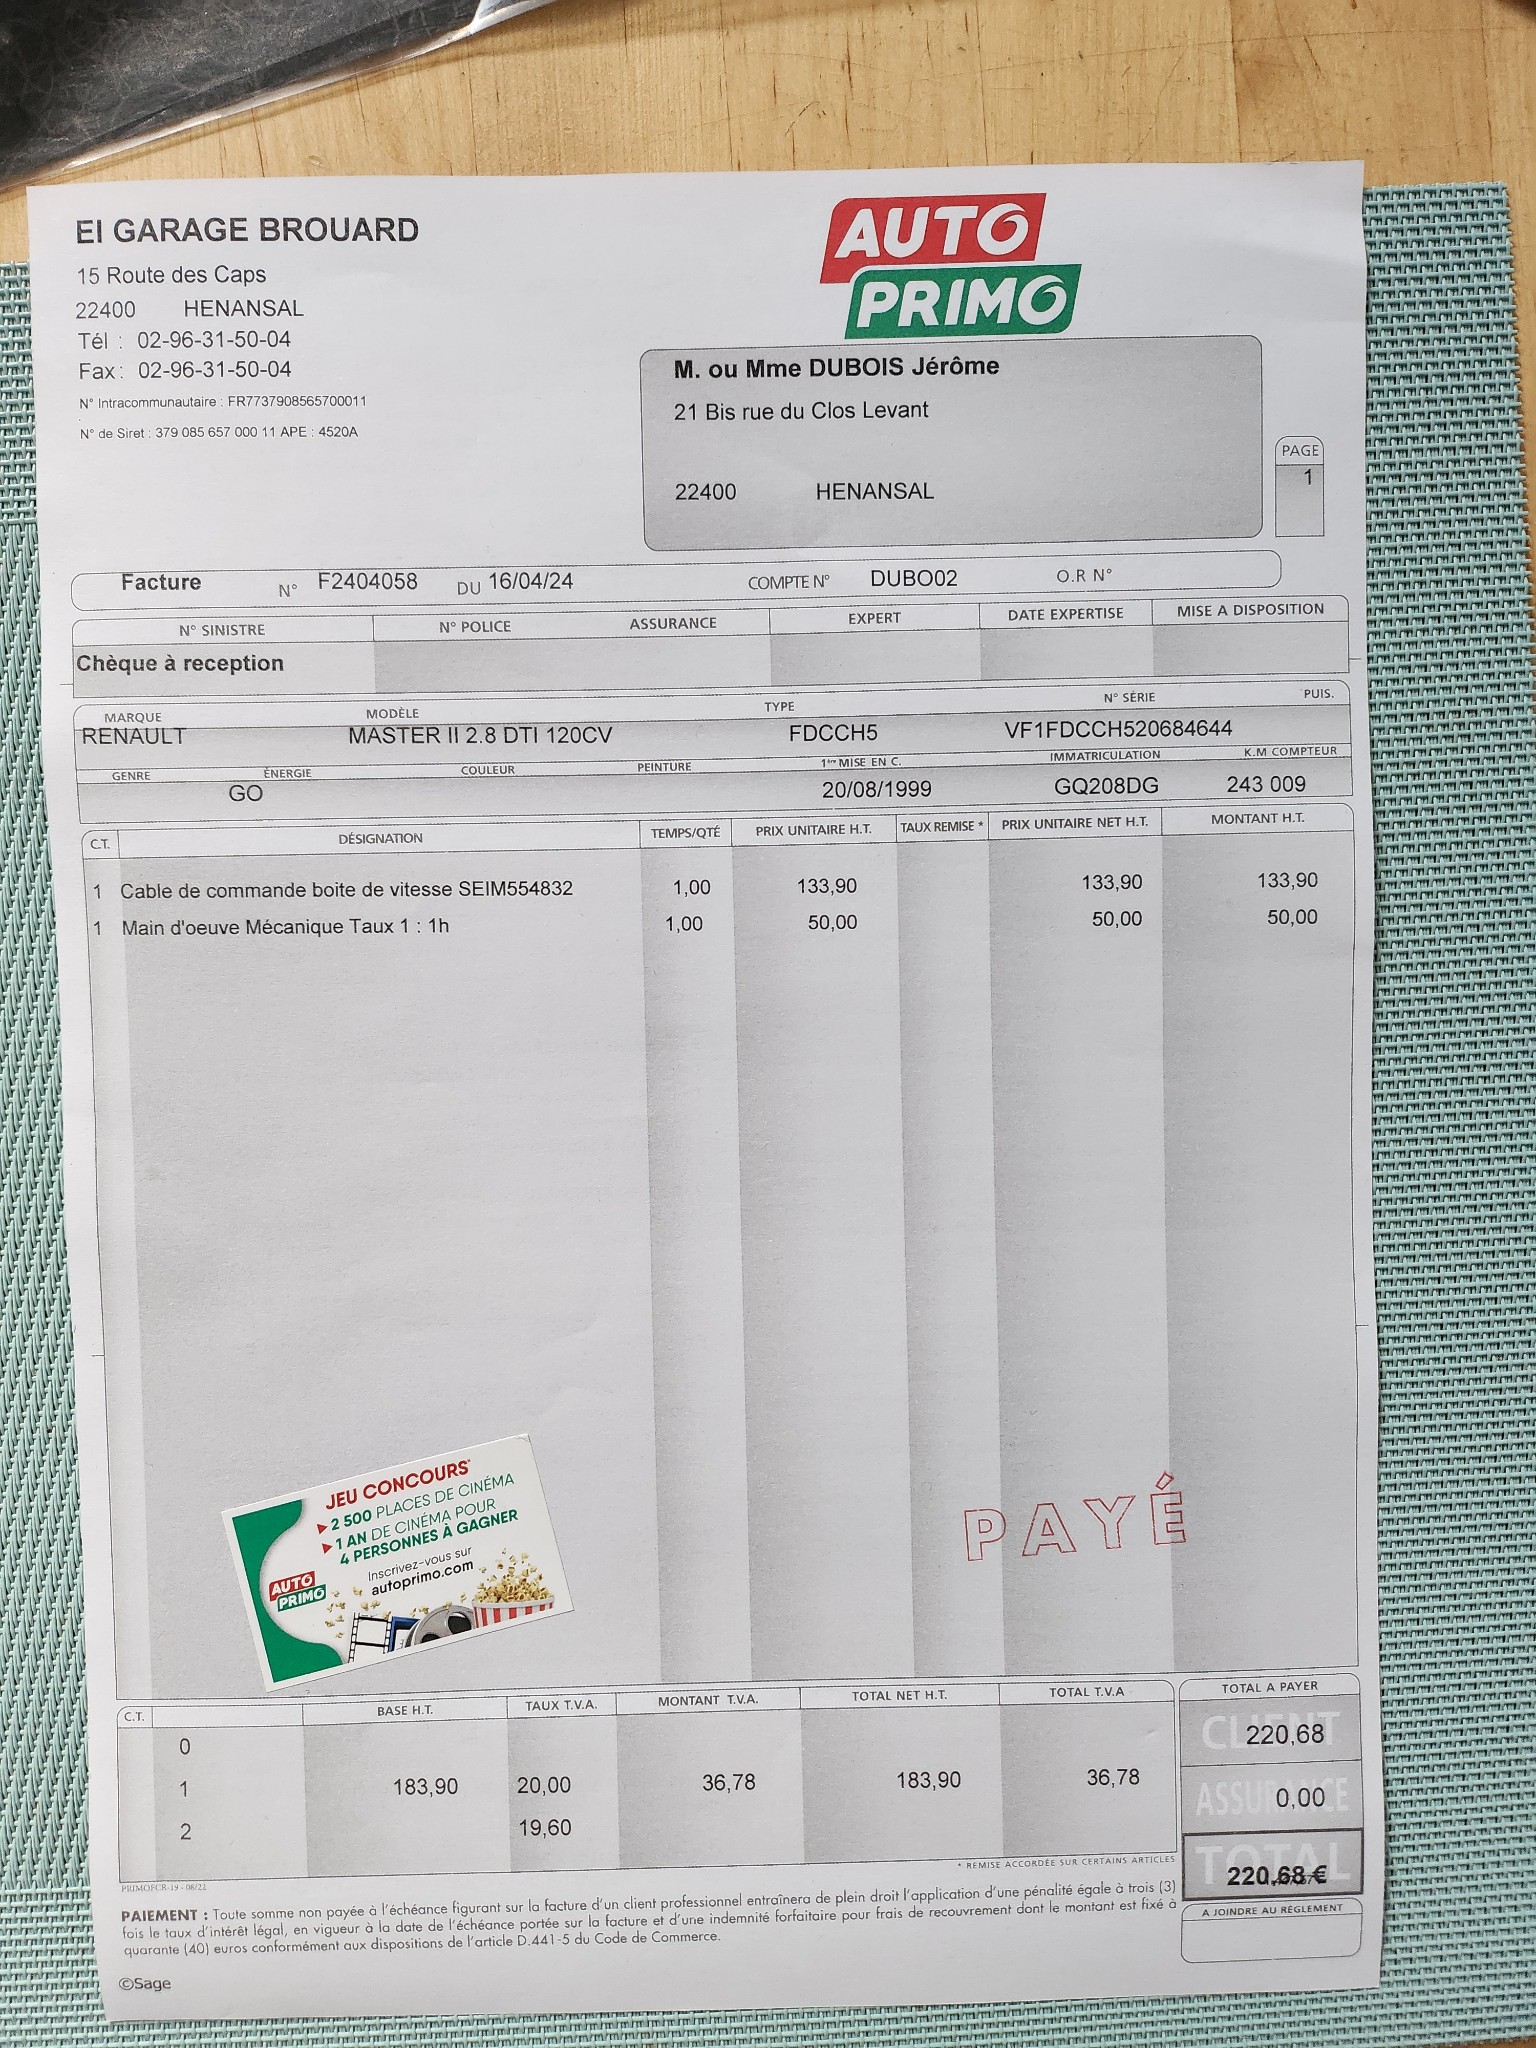 EI GARAGE BROUARD
15 Route des Caps
22400 HENANSAL
Tél : 02-96-31-50-04
Fax : 02-96-31-50-04
N° Intracommunautaire : FR7737908565700011
N° de Siret : 379 085 657 000 11 APE : 4520A
AUTO
PRIMO
M. ou Mme DUBOIS Jérôme
21 Bis rue du Clos Levant
22400 HENANSAL
PAGE
1
Facture N° F2404058 DU 16/04/24 COMPTE N° DUBO02 O.R N°
N° SINISTRE N° POLICE ASSURANCE EXPERT DATE EXPERTISE MISE A DISPOSITION
Chèque à reception
MARQUE MODÈLE TYPE N° SÉRIE PUIS.
RENAULT MASTER II 2.8 DTI 120CV FDCCH5 VF1FDCCH520684644
GENRE ÉNERGIE COULEUR PEINTURE 1ère MISE EN C. IMMATRICULATION K.M COMPTEUR
GO 20/08/1999 GQ208DG 243 009
C.T. DÉSIGNATION TEMPS/QTÉ PRIX UNITAIRE H.T. TAUX REMISE * PRIX UNITAIRE NET H.T. MONTANT H.T.
1 Cable de commande boite de vitesse SEIM554832 1,00 133,90 133,90 133,90
1 Main d'oeuve Mécanique Taux 1 : 1h 1,00 50,00 50,00 50,00
JEU CONCOURS*
2 500 PLACES DE CINÉMA
1 AN DE CINÉMA POUR
4 PERSONNES À GAGNER
Inscrivez-vous sur
autoprimo.com
AUTO
PRIMO
PAYÉ
C.T. BASE H.T. TAUX T.V.A. MONTANT T.V.A. TOTAL NET H.T. TOTAL T.V.A TOTAL A PAYER
0
1 183,90 20,00 36,78 183,90 36,78
2 19,60
CLIENT 220,68
ASSURANCE 0,00
TOTAL 220,68 €
* REMISE ACCORDÉE SUR CERTAINS ARTICLES
A JOINDRE AU RÈGLEMENT
PRIMOFCR-19 - 08/22
PAIEMENT : Toute somme non payée à l'échéance figurant sur la facture d'un client professionnel entraînera de plein droit l'application d'une pénalité égale à trois (3)
fois le taux d'intérêt légal, en vigueur à la date de l'échéance portée sur la facture et d'une indemnité forfaitaire pour frais de recouvrement dont le montant est fixé à
quarante (40) euros conformément aux dispositions de l'article D.441-5 du Code de Commerce.
©Sage